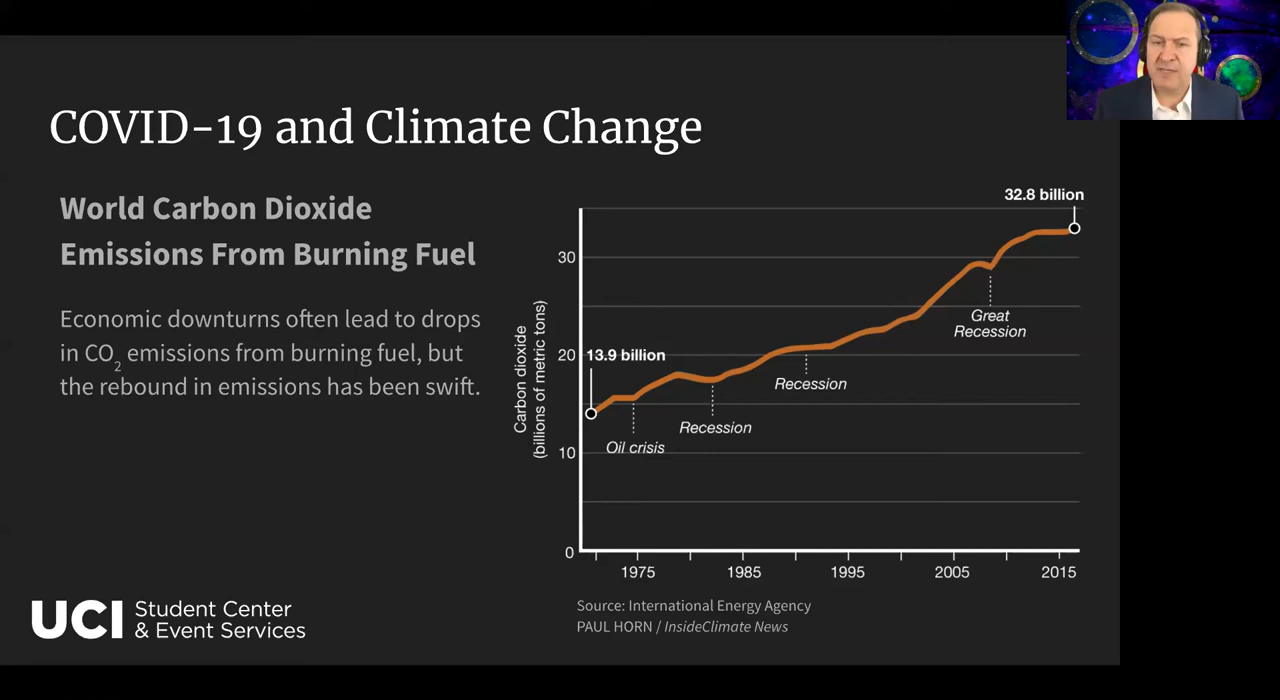 COVID-19 and Climate Change
World Carbon Dioxide
Emissions From Burning Fuel
Economic downturns often lead to drops
in CO2 emissions from burning fuel, but
the rebound in emissions has been swift.
32.8 billion
30
20
10
0
Carbon dioxide
(billions of metric tons)
13.9 billion
Oil crisis
Recession
Recession
Great
Recession
1975
1985
1995
2005
2015
Source: International Energy Agency
PAUL HORN / InsideClimate News
UCI Student Center
& Event Services